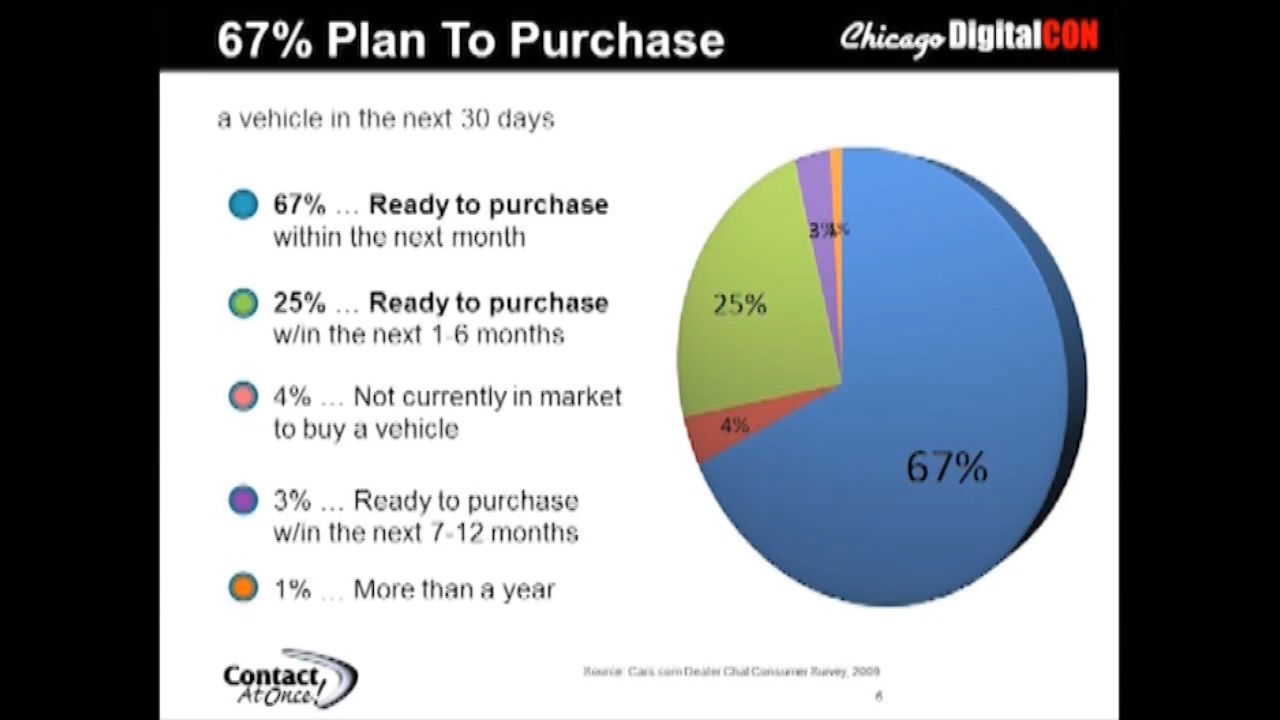 67% Plan To Purchase
Chicago DigitalCON
a vehicle in the next 30 days
67% … Ready to purchase
within the next month
25% … Ready to purchase
w/in the next 1-6 months
4% … Not currently in market
to buy a vehicle
3% … Ready to purchase
w/in the next 7-12 months
1% … More than a year
3%
1%
25%
4%
67%
Contact
At Once!
Source: Cars.com Dealer Chat Consumer Survey, 2009
6